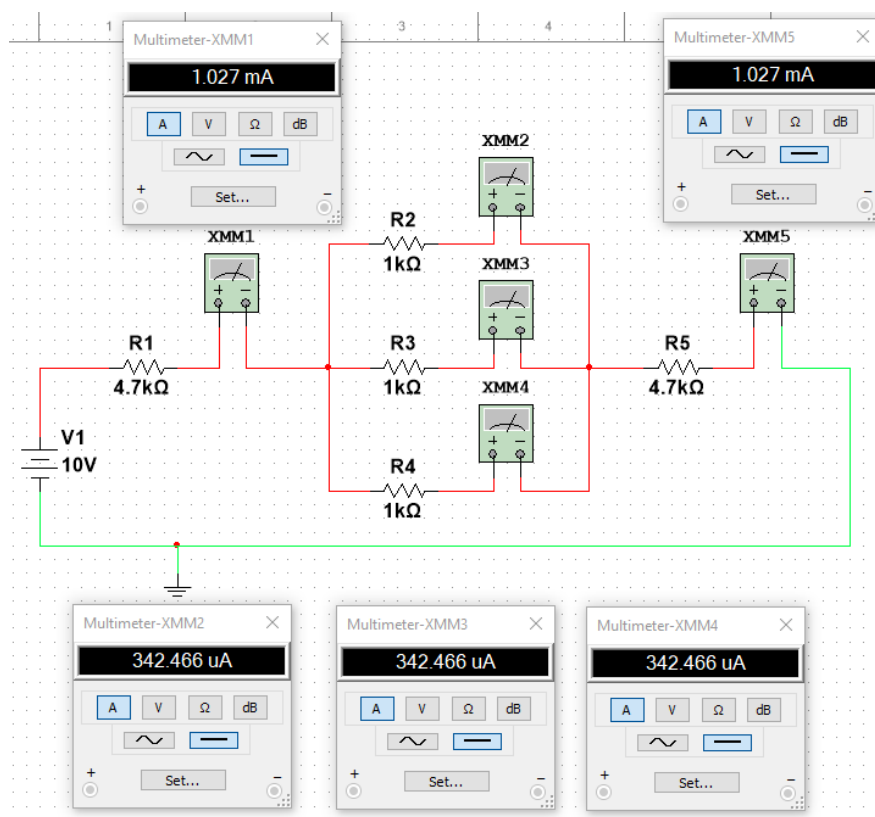 1
3
4
Multimeter-XMM1
1.027 mA
A V Ω dB
+ Set... −
Multimeter-XMM5
1.027 mA
A V Ω dB
+ Set... −
XMM2
+ −
XMM1
+ −
R2
1kΩ
XMM3
+ −
XMM5
+ −
R1
4.7kΩ
R3
1kΩ
XMM4
+ −
R5
4.7kΩ
V1
10V
R4
1kΩ
Multimeter-XMM2
342.466 uA
A V Ω dB
+ Set... −
Multimeter-XMM3
342.466 uA
A V Ω dB
+ Set... −
Multimeter-XMM4
342.466 uA
A V Ω dB
+ Set... −